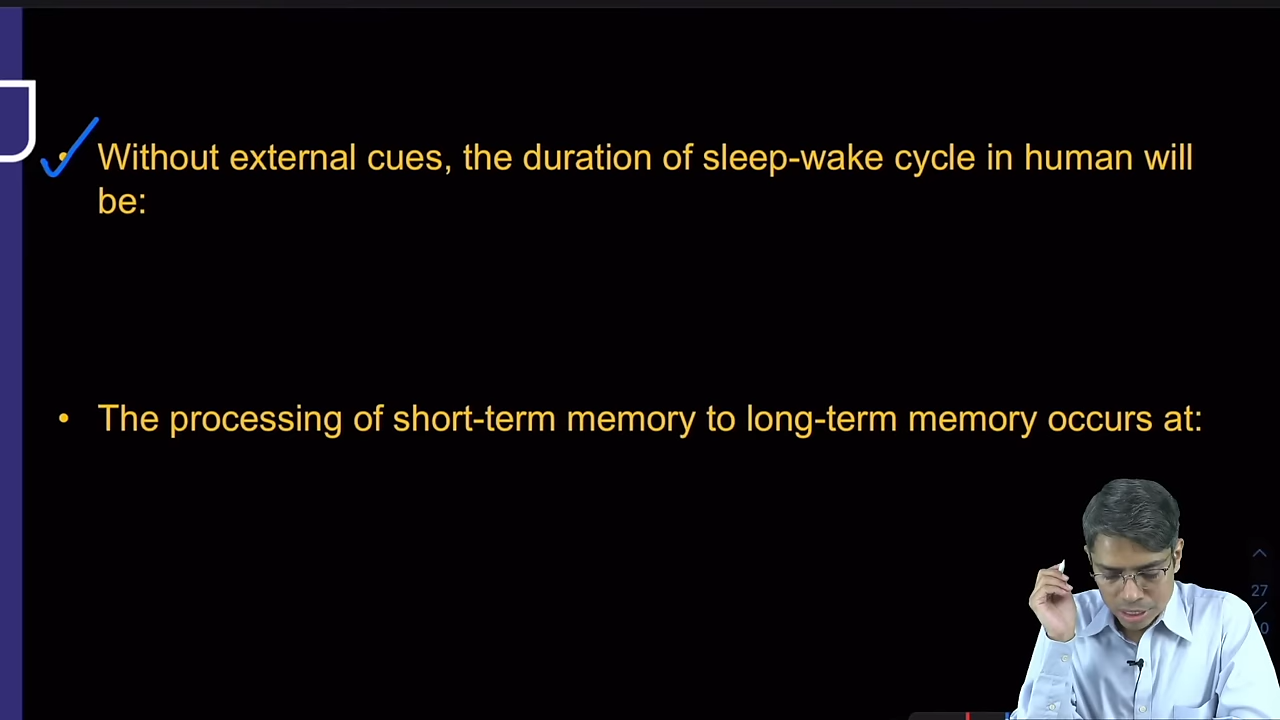 • Without external cues, the duration of sleep-wake cycle in human will
be:
• The processing of short-term memory to long-term memory occurs at:
27